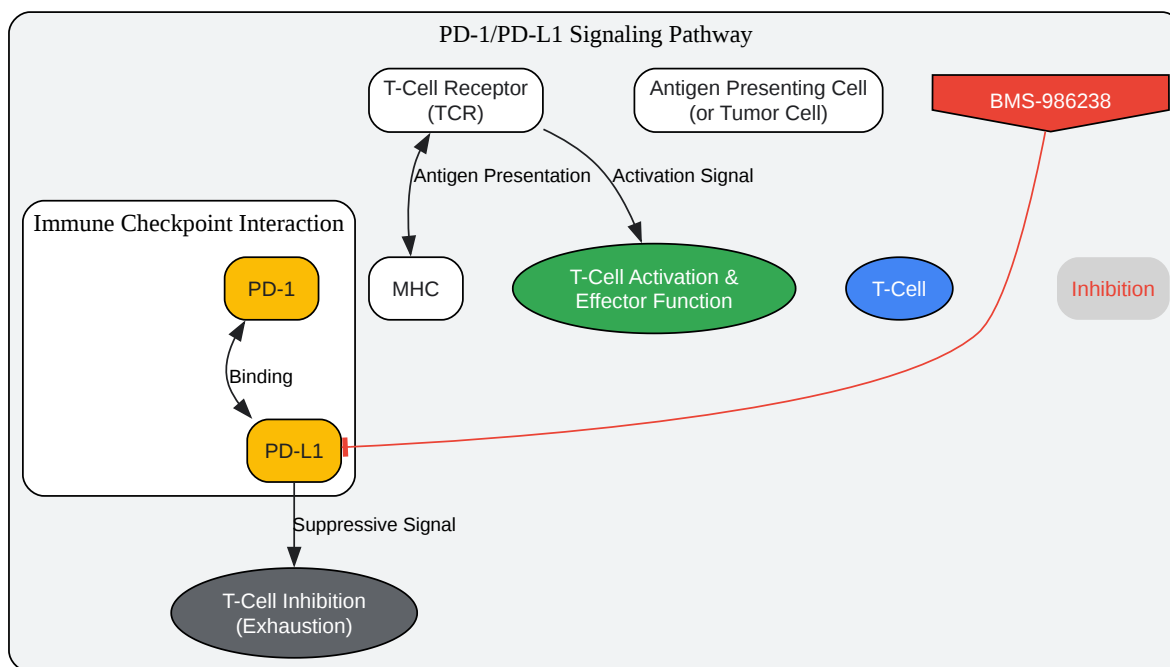 PD-1/PD-L1 Signaling Pathway
T-Cell Receptor
(TCR)
Antigen Presenting Cell
(or Tumor Cell)
BMS-986238
Antigen Presentation
Activation Signal
Immune Checkpoint Interaction
PD-1
MHC
T-Cell Activation &
Effector Function
T-Cell
Inhibition
Binding
PD-L1
Suppressive Signal
T-Cell Inhibition
(Exhaustion)